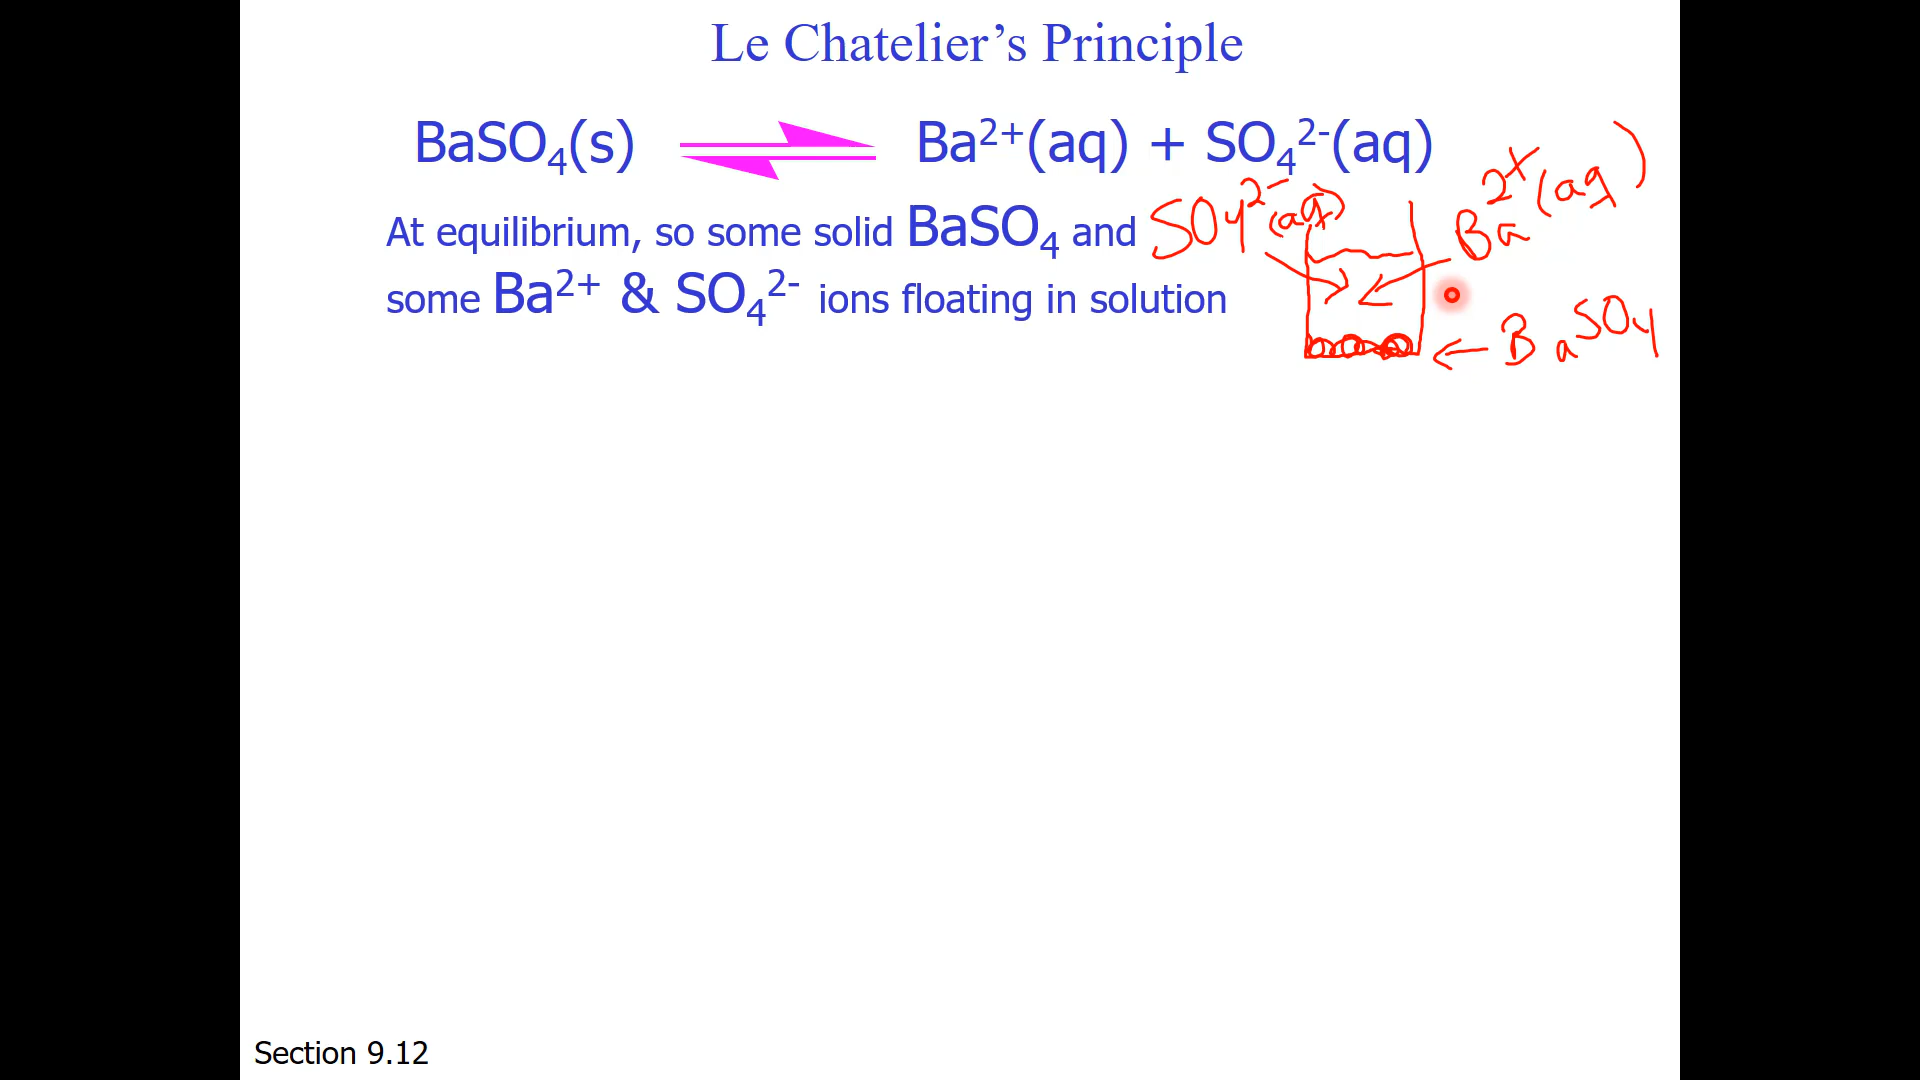 Le Chatelier’s Principle
BaSO₄(s) ⇌ Ba²⁺(aq) + SO₄²⁻(aq)
At equilibrium, so some solid BaSO₄ and
some Ba²⁺ & SO₄²⁻ ions floating in solution
SO₄²⁻(aq)
Ba²⁺(aq)
BaSO₄
Section 9.12